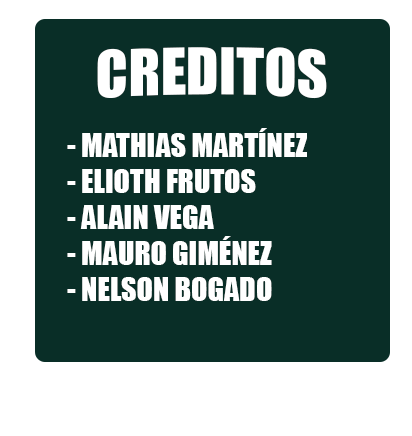 CREDITOS
- MATHIAS MARTÍNEZ
- ELIOTH FRUTOS
- ALAIN VEGA
- MAURO GIMÉNEZ
- NELSON BOGADO